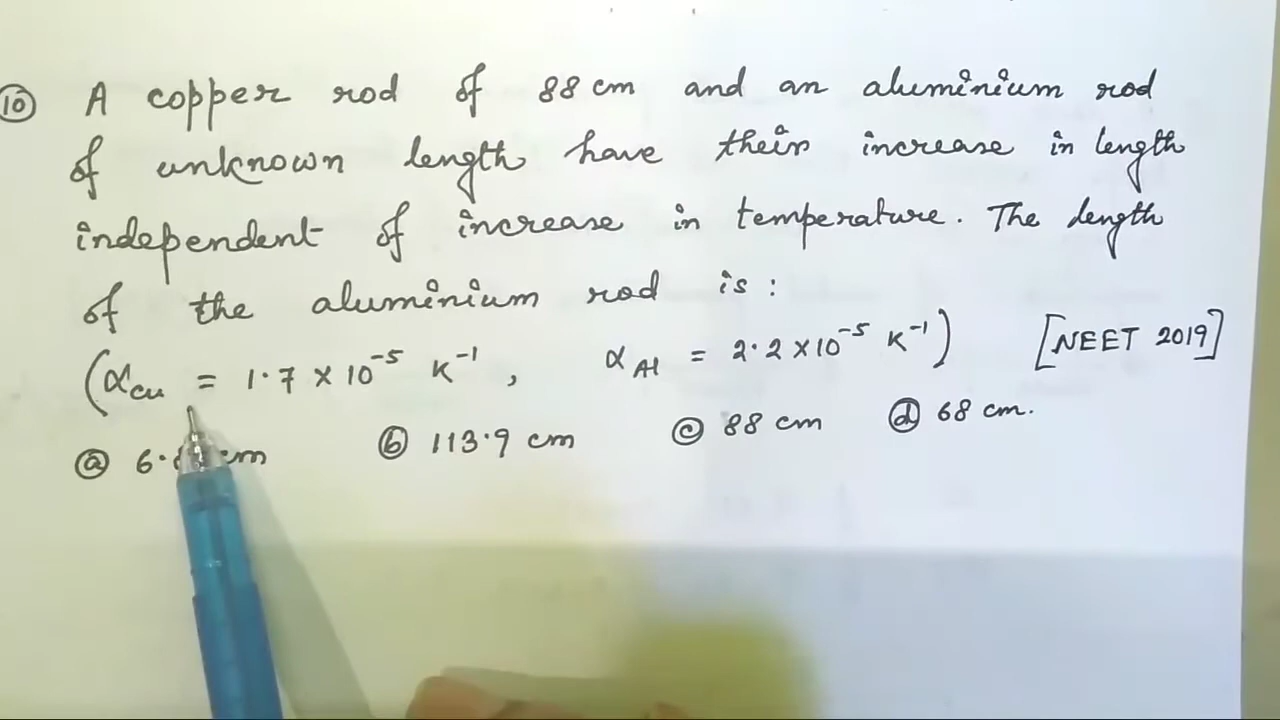 10 A copper rod of 88 cm and an aluminium rod
of unknown length have their increase in length
independent of increase in temperature. The length
of the aluminium rod is:
(αCu = 1.7 × 10⁻⁵ K⁻¹, αAl = 2.2 × 10⁻⁵ K⁻¹) [NEET 2019]
ⓐ cm ⓑ 113.9 cm ⓒ 88 cm ⓓ 68 cm.